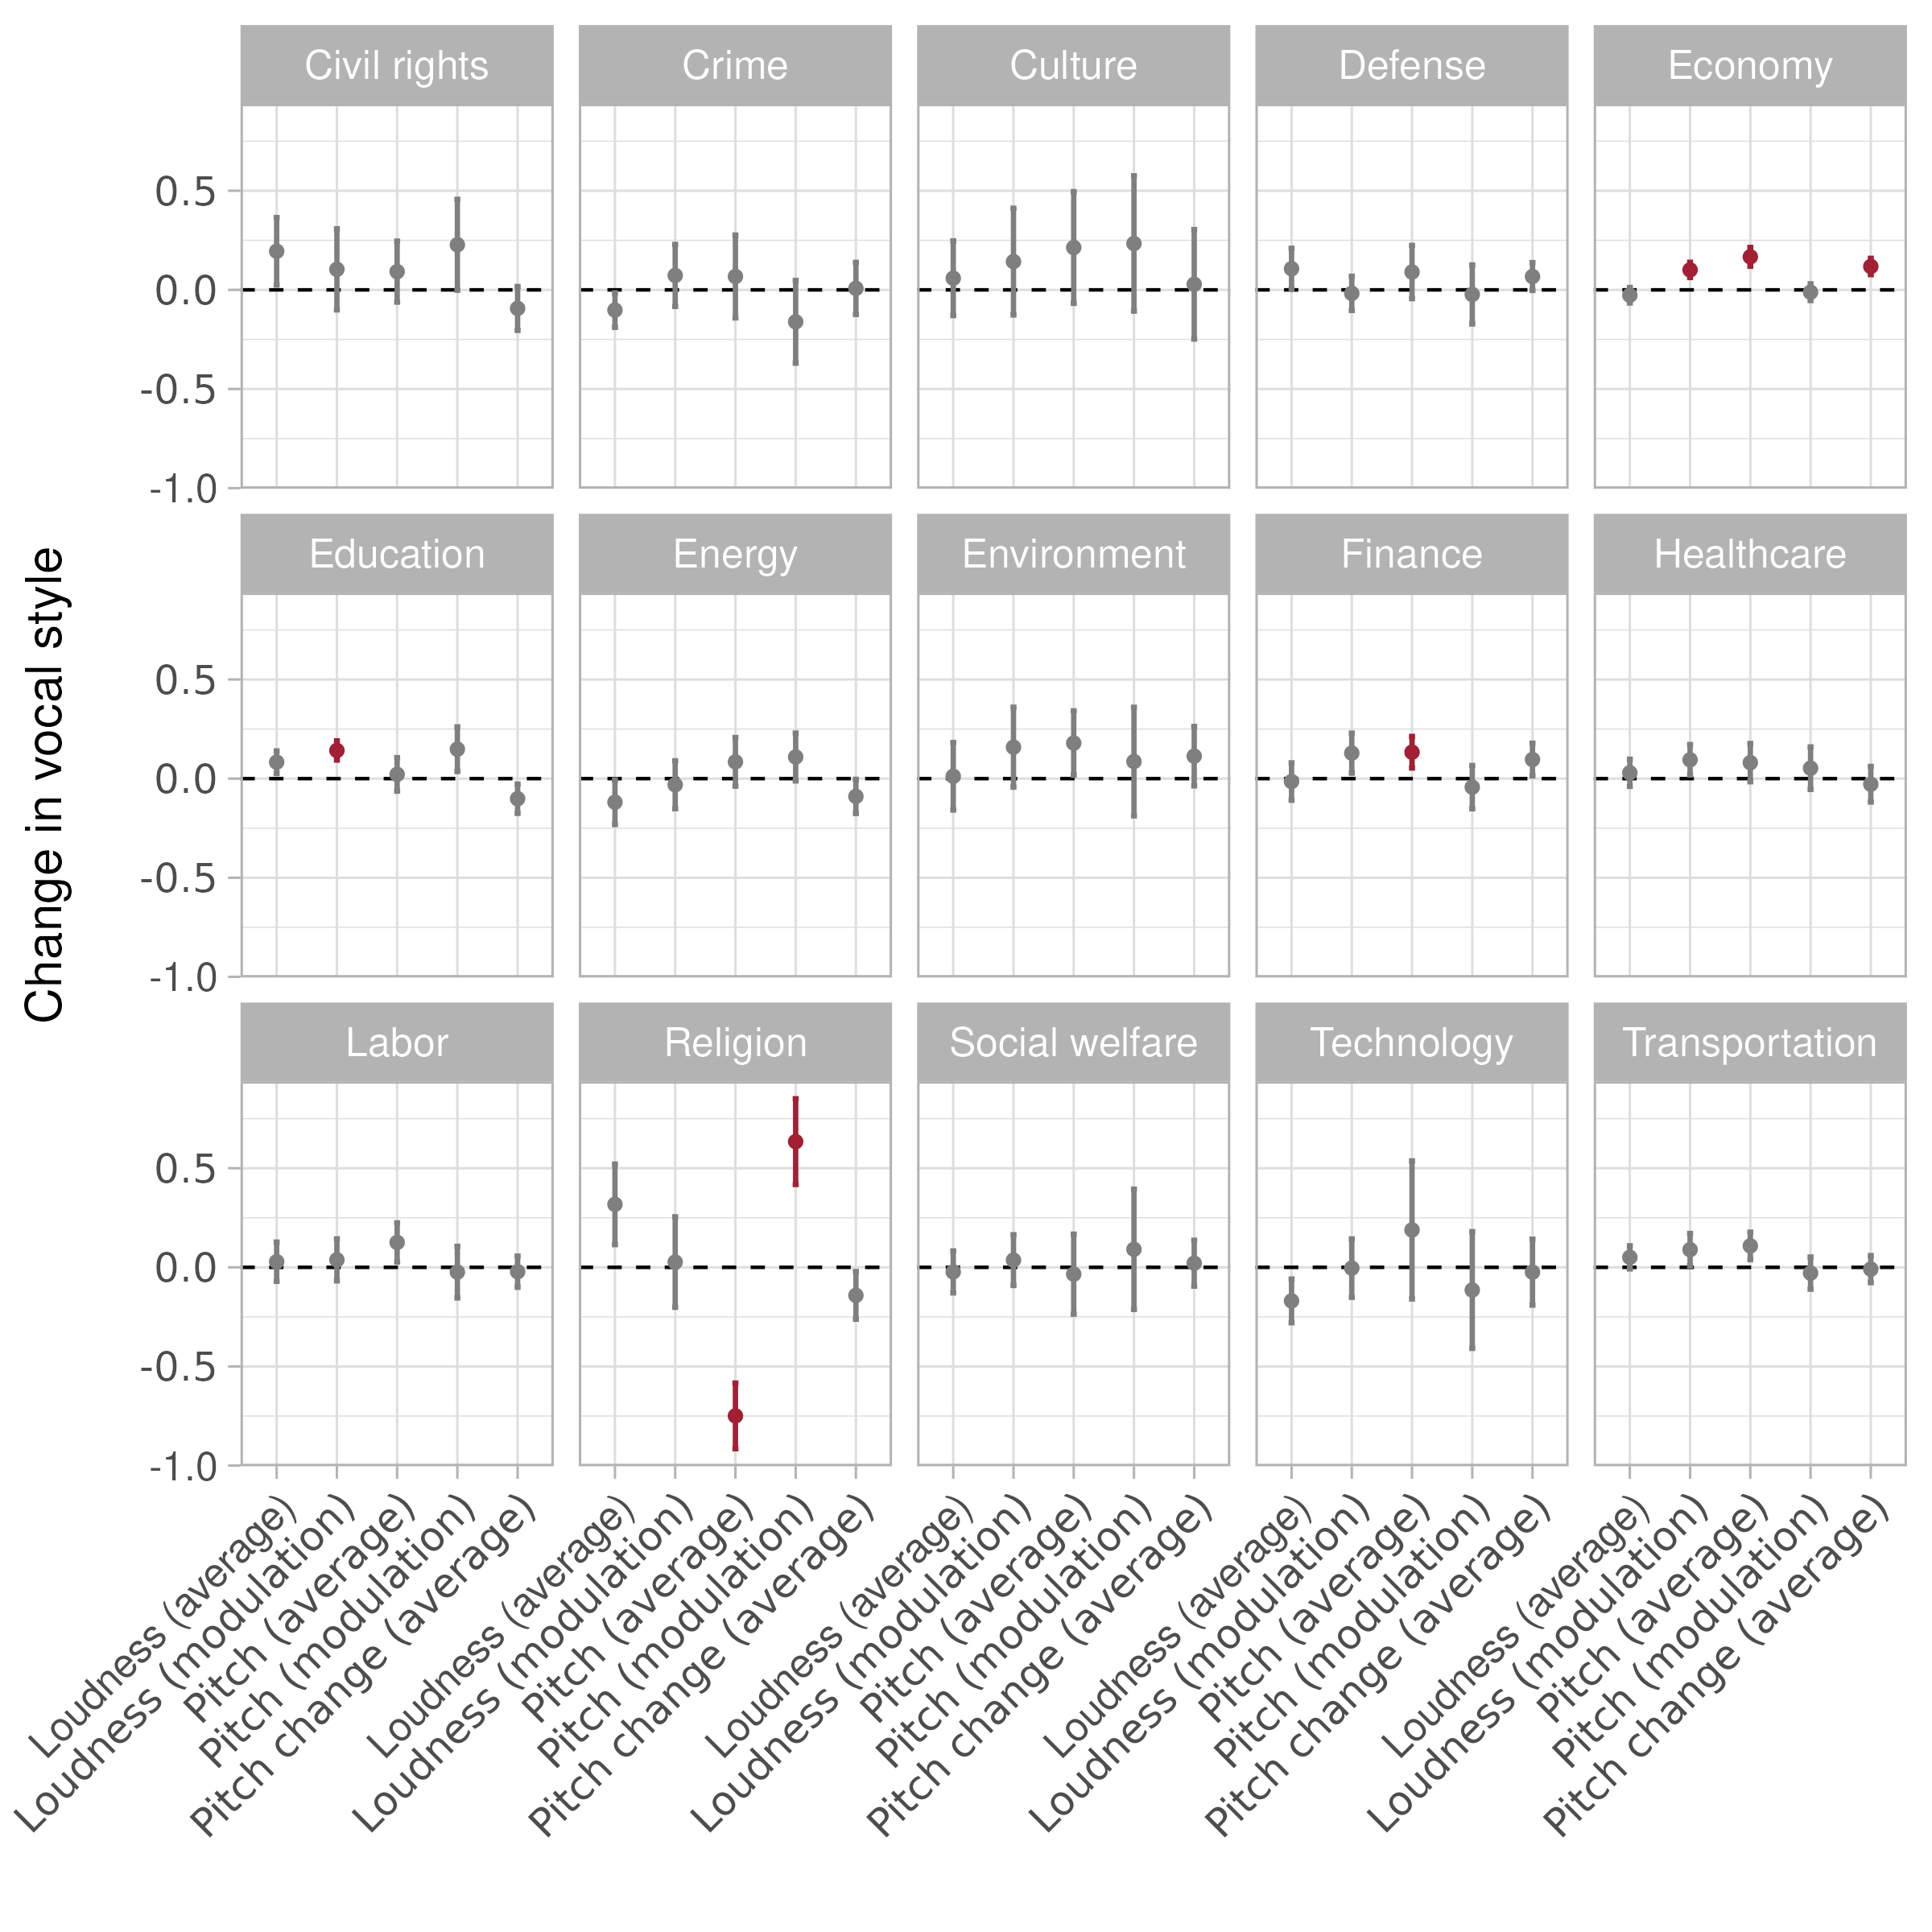 Change in vocal style
Civil rights
Crime
Culture
Defense
Economy
0.5
0.0
-0.5
-1.0
Education
Energy
Environment
Finance
Healthcare
0.5
0.0
-0.5
-1.0
Labor
Religion
Social welfare
Technology
Transportation
0.5
0.0
-0.5
-1.0
Loudness (average)
Loudness (modulation)
Pitch (average)
Pitch (modulation)
Pitch change (average)
Loudness (average)
Loudness (modulation)
Pitch (average)
Pitch (modulation)
Pitch change (average)
Loudness (average)
Loudness (modulation)
Pitch (average)
Pitch (modulation)
Pitch change (average)
Loudness (average)
Loudness (modulation)
Pitch (average)
Pitch (modulation)
Pitch change (average)
Loudness (average)
Loudness (modulation)
Pitch (average)
Pitch (modulation)
Pitch change (average)